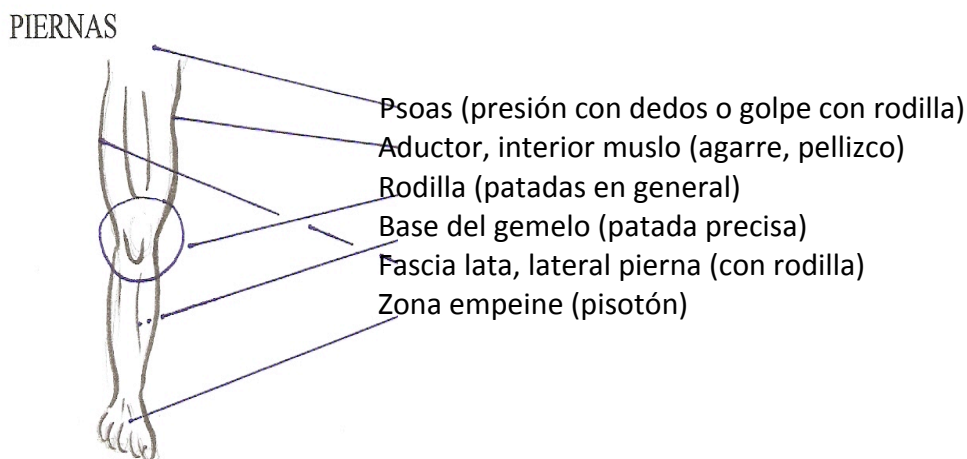 PIERNAS
Psoas (presión con dedos o golpe con rodilla)
Aductor, interior muslo (agarre, pellizco)
Rodilla (patadas en general)
Base del gemelo (patada precisa)
Fascia lata, lateral pierna (con rodilla)
Zona empeine (pisotón)